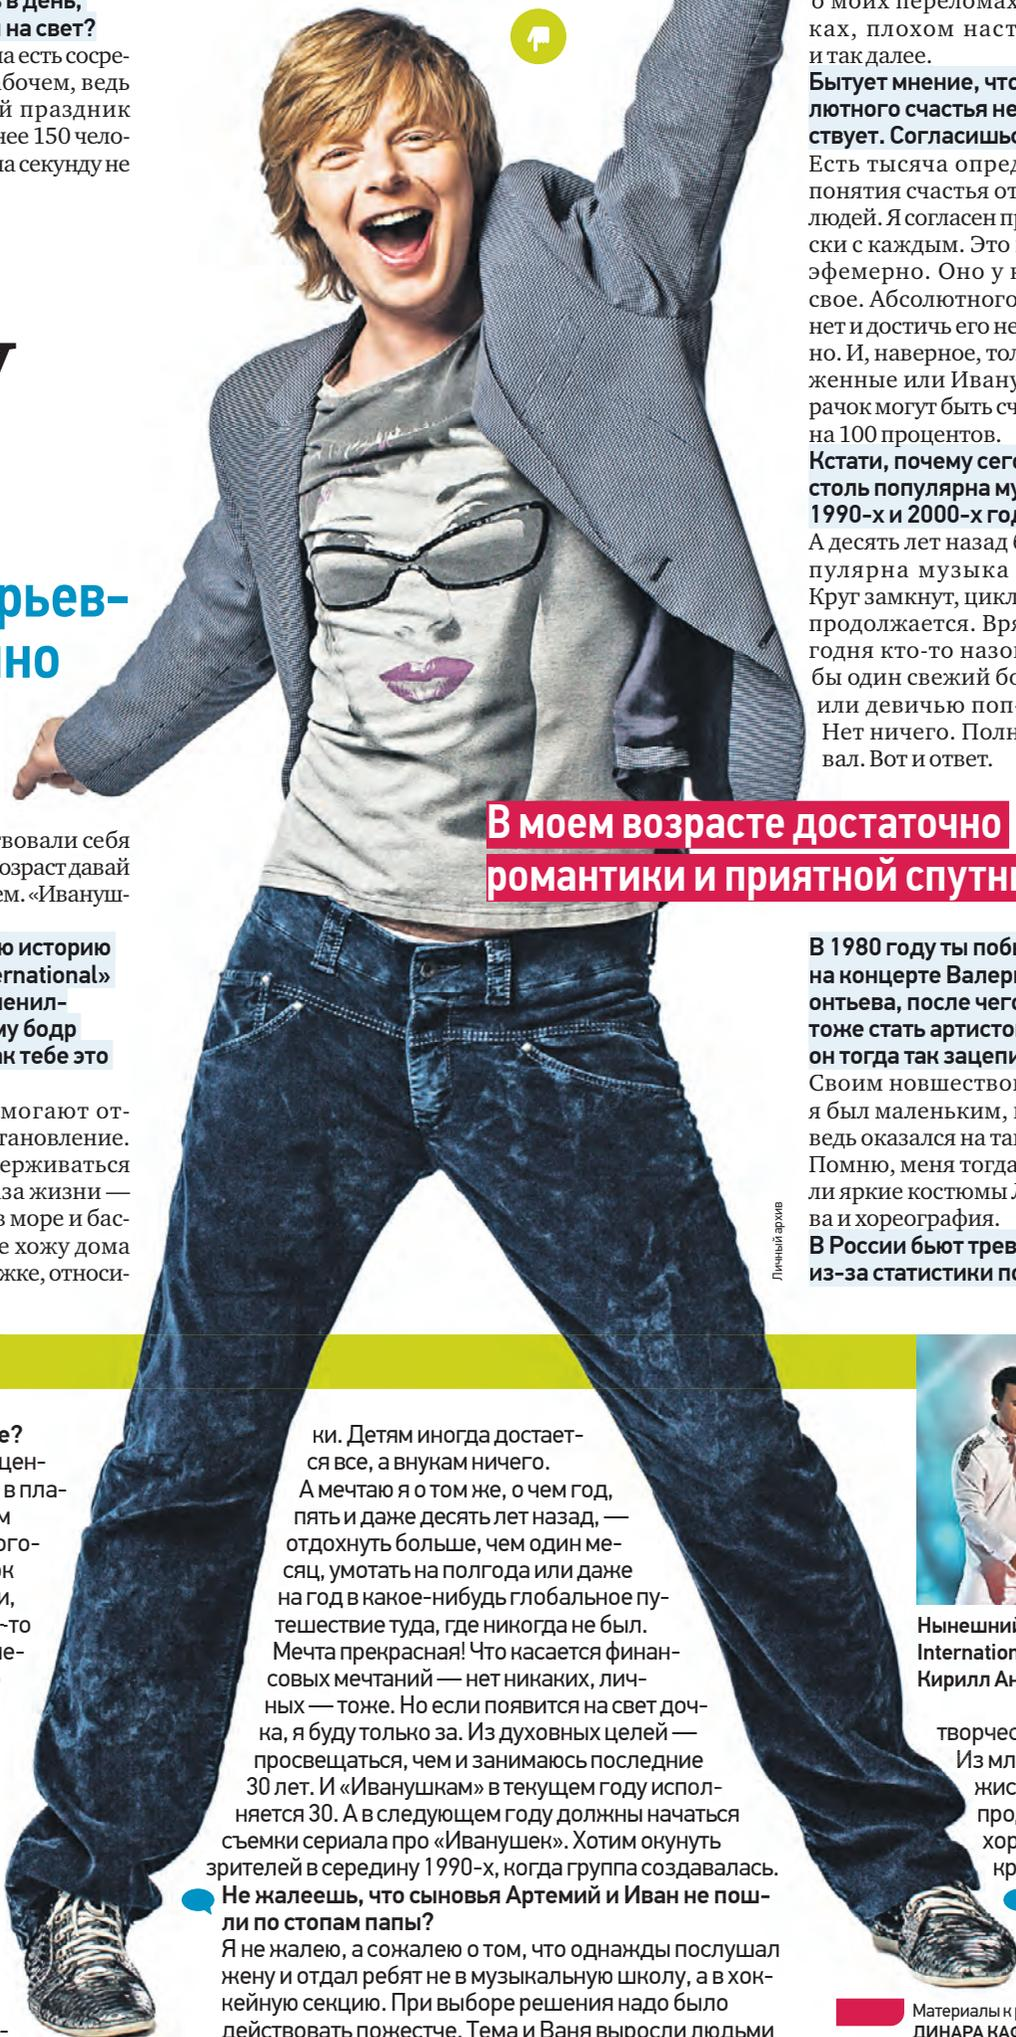 в день,
на свет?
на есть сосре-
бочем, ведь
й праздник
нее 150 чело-
на секунду не
у
рьев-
но
твовали себя
озраст давай
ем. «Ивануш-
ю историю
ernational»
менил-
му бодр
ак тебе это
могают от-
тановление.
держиваться
аза жизни —
в море и бас-
е хожу дома
жке, относи-
е?
цен-
в пла-
м
ого-
ок
и,
-то
не-
о моих переломах
ках, плохом наст
и так далее.
Бытует мнение, что
лютного счастья не
ствует. Согласишьс
Есть тысяча опред
понятия счастья от
людей. Я согласен пр
ски с каждым. Это
эфемерно. Оно у к
свое. Абсолютного
нет и достичь его не
но. И, наверное, тол
женные или Ивану
рачок могут быть сч
на 100 процентов.
Кстати, почему сего
столь популярна му
1990-х и 2000-х год
А десять лет назад б
пулярна музыка
Круг замкнут, цикл
продолжается. Вря
годня кто-то назов
бы один свежий бо
или девичью поп-
Нет ничего. Полн
вал. Вот и ответ.
В моем возрасте достаточно
романтики и приятной спутн
В 1980 году ты поб
на концерте Валер
онтьева, после чего
тоже стать артисто
он тогда так зацепи
Своим новшество
я был маленьким,
ведь оказался на та
Помню, меня тогда
ли яркие костюмы Л
ва и хореография.
В России бьют трев
из-за статистики по
Личный архив
ки. Детям иногда достает-
ся все, а внукам ничего.
А мечтаю я о том же, о чем год,
пять и даже десять лет назад, —
отдохнуть больше, чем один ме-
сяц, умотать на полгода или даже
на год в какое-нибудь глобальное пу-
тешествие туда, где никогда не был.
Мечта прекрасная! Что касается финан-
совых мечтаний — нет никаких, лич-
ных — тоже. Но если появится на свет доч-
ка, я буду только за. Из духовных целей —
просвещаться, чем и занимаюсь последние
30 лет. И «Иванушкам» в текущем году испол-
няется 30. А в следующем году должны начаться
съемки сериала про «Иванушек». Хотим окунуть
зрителей в середину 1990-х, когда группа создавалась.
Не жалеешь, что сыновья Артемий и Иван не пош-
ли по стопам папы?
Я не жалею, а сожалею о том, что однажды послушал
жену и отдал ребят не в музыкальную школу, а в хок-
кейную секцию. При выборе решения надо было
действовать пожестче. Тема и Ваня выросли людьми
Нынешний
Internation
Кирилл Ан
творчес
Из мл
жис
про
хор
кр
Материалы к р
ДИНАРА КАС